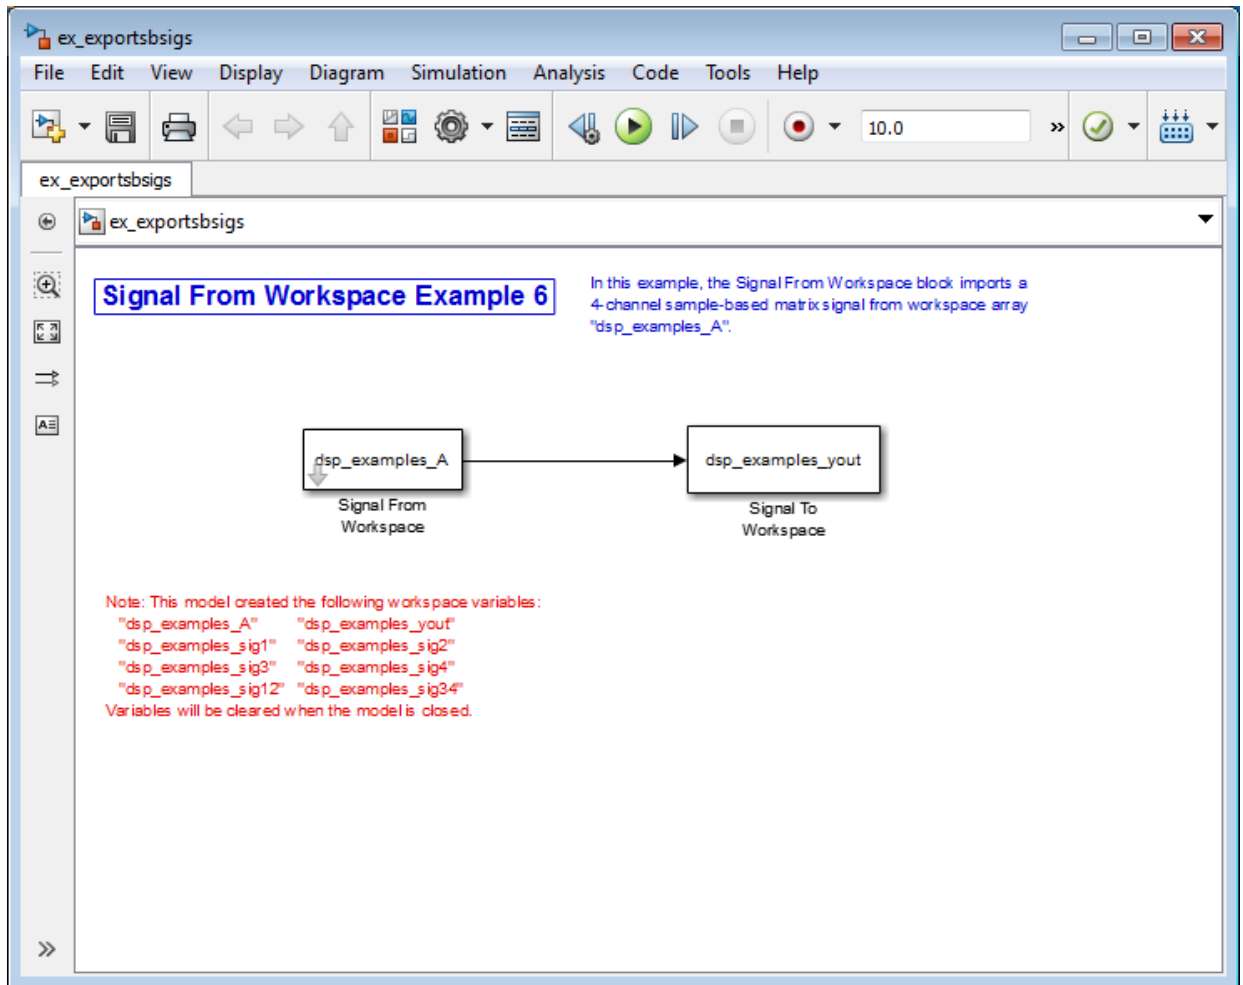 ex_exportsbsigs
File Edit View Display Diagram Simulation Analysis Code Tools Help
10.0
ex_exportsbsigs
ex_exportsbsigs
Signal From Workspace Example 6
In this example, the Signal From Workspace block imports a
4-channel sample-based matrix signal from workspace array
"dsp_examples_A".
dsp_examples_A
Signal From
Workspace
dsp_examples_yout
Signal To
Workspace
Note: This model created the following workspace variables:
"dsp_examples_A" "dsp_examples_yout"
"dsp_examples_sig1" "dsp_examples_sig2"
"dsp_examples_sig3" "dsp_examples_sig4"
"dsp_examples_sig12" "dsp_examples_sig34"
Variables will be cleared when the model is closed.